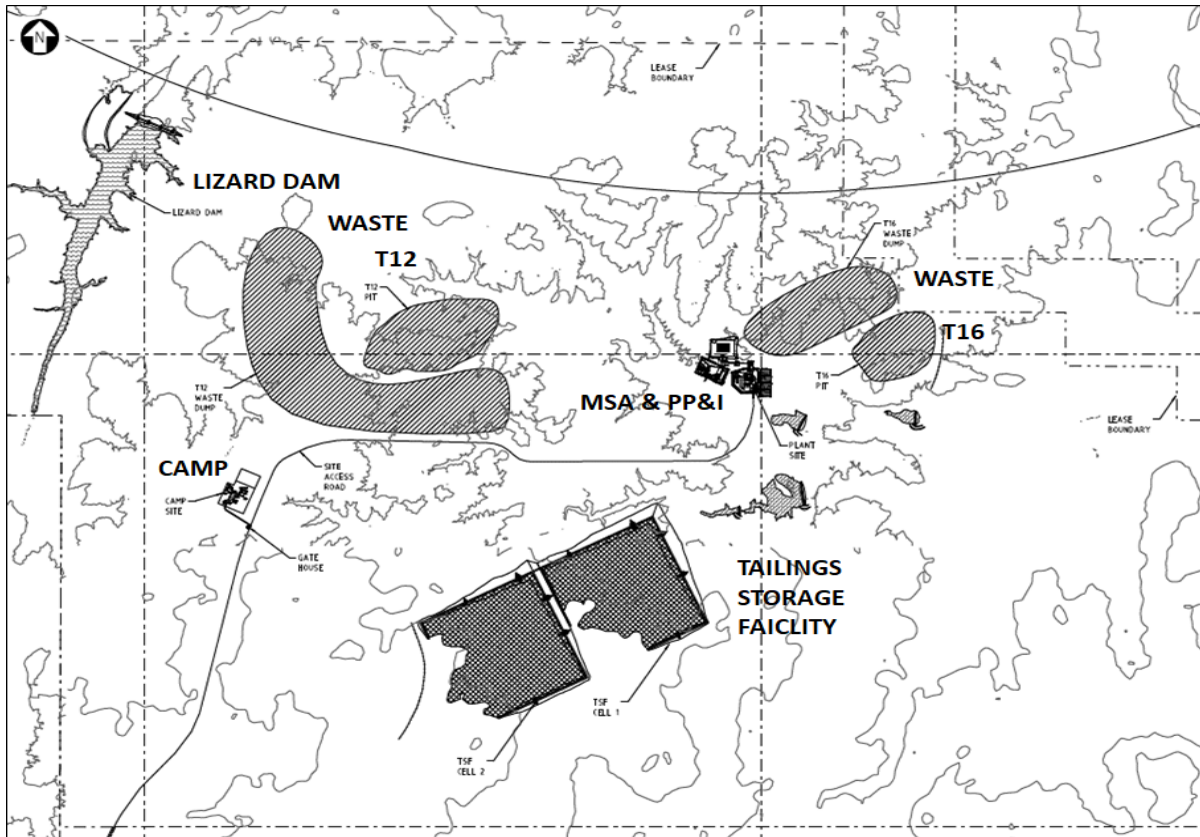 N
LEASE
BOUNDARY
LIZARD DAM
LIZARD DAM
WASTE
T12
T12
PIT
T16
WASTE
DUMP
WASTE
T16
T16
PIT
T12
WASTE
DUMP
MSA & PP&I
LEASE
BOUNDARY
PLANT
SITE
CAMP
CAMP
SITE
SITE
ACCESS
ROAD
GATE
HOUSE
TAILINGS
STORAGE
FAICLITY
TSF
CELL 1
TSF
CELL 2